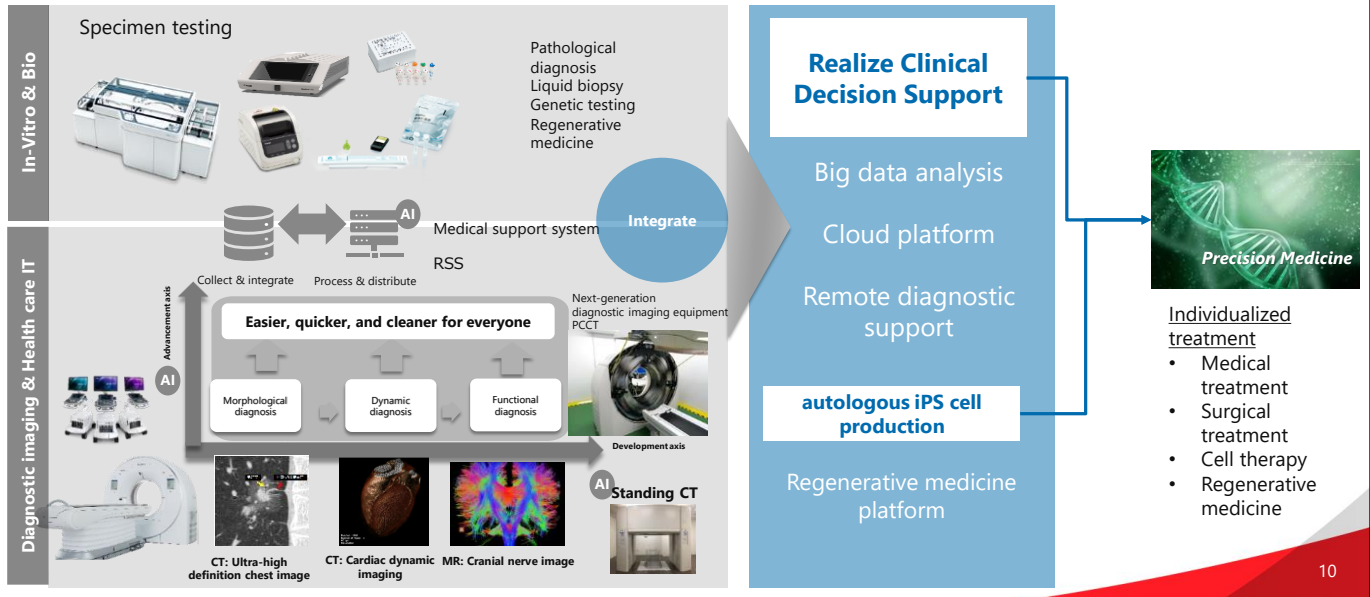 In-Vitro & Bio
Specimen testing
Pathological
diagnosis
Liquid biopsy
Genetic testing
Regenerative
medicine
Integrate
AI
Medical support system
RSS
Collect & integrate
Process & distribute
Diagnostic imaging & Health care IT
Advancement axis
AI
Easier, quicker, and cleaner for everyone
Morphological
diagnosis
Dynamic
diagnosis
Functional
diagnosis
Next-generation
diagnostic imaging equipment
PCCT
Development axis
AI
Standing CT
CT: Ultra-high
definition chest image
CT: Cardiac dynamic
imaging
MR: Cranial nerve image
Realize Clinical
Decision Support
Big data analysis
Cloud platform
Remote diagnostic
support
autologous iPS cell
production
Regenerative medicine
platform
Precision Medicine
Individualized
treatment
• Medical
treatment
• Surgical
treatment
• Cell therapy
• Regenerative
medicine
10